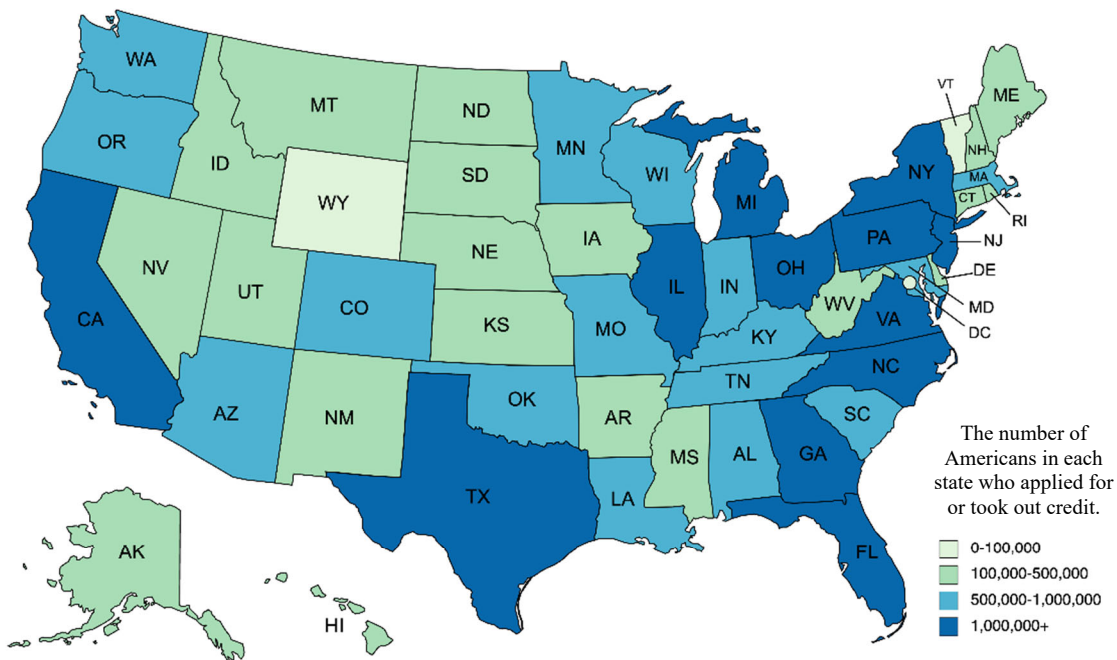 WA
MT
ND
MN
VT
ME
OR
ID
SD
WI
NH
NY
MA
WY
MI
CT
RI
NE
IA
PA
NJ
NV
UT
IL
IN
OH
DE
CO
WV
MD
CA
KS
MO
VA
DC
KY
NC
TN
AZ
NM
OK
AR
SC
MS
AL
GA
TX
LA
FL
AK
HI
The number of
Americans in each
state who applied for
or took out credit.
0-100,000
100,000-500,000
500,000-1,000,000
1,000,000+